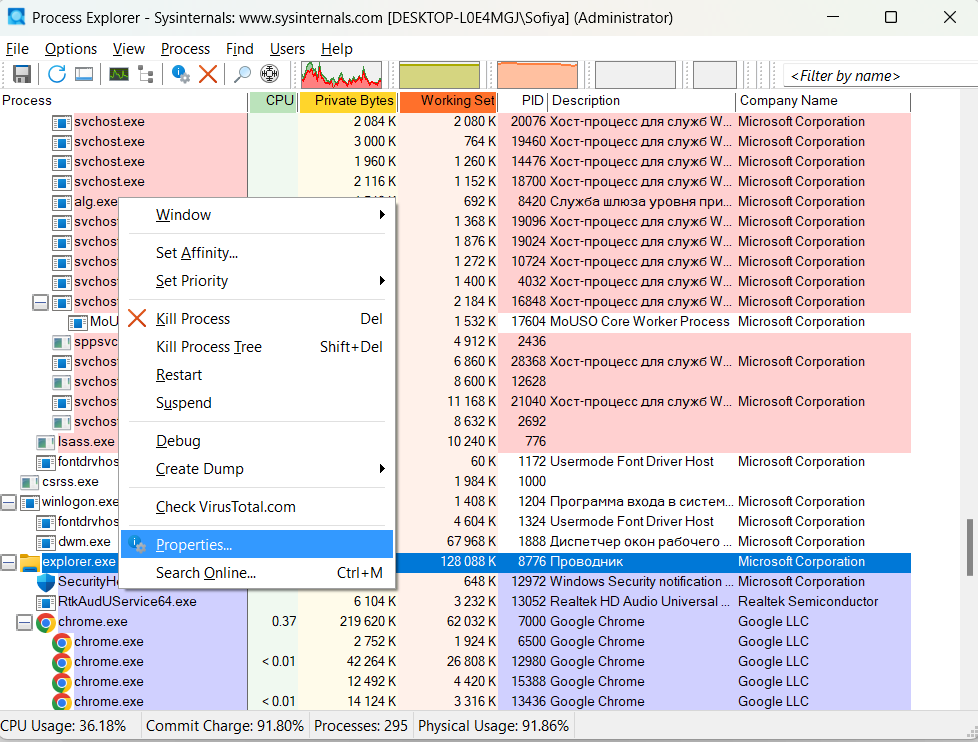 Process Explorer - Sysinternals: www.sysinternals.com [DESKTOP-L0E4MGJ\Sofiya] (Administrator)
File Options View Process Find Users Help
<Filter by name>
Process CPU Private Bytes Working Set PID Description Company Name
svchost.exe 2 084 K 2 080 K 20076 Хост-процесс для служб W... Microsoft Corporation
svchost.exe 3 000 K 764 K 19460 Хост-процесс для служб W... Microsoft Corporation
svchost.exe 1 960 K 1 260 K 14476 Хост-процесс для служб W... Microsoft Corporation
svchost.exe 2 116 K 1 152 K 18700 Хост-процесс для служб W... Microsoft Corporation
alg.exe 692 K 8420 Служба шлюза уровня при... Microsoft Corporation
svchost 1 368 K 19096 Хост-процесс для служб W... Microsoft Corporation
svchost 1 876 K 19024 Хост-процесс для служб W... Microsoft Corporation
svchost 1 272 K 10724 Хост-процесс для служб W... Microsoft Corporation
svchost 1 400 K 4032 Хост-процесс для служб W... Microsoft Corporation
svchost 2 184 K 16848 Хост-процесс для служб W... Microsoft Corporation
MoU 1 532 K 17604 MoUSO Core Worker Process Microsoft Corporation
sppsvc 4 912 K 2436
svchost 6 860 K 28368 Хост-процесс для служб W... Microsoft Corporation
svchost 8 600 K 12628
svchost 11 168 K 21040 Хост-процесс для служб W... Microsoft Corporation
svchost 8 632 K 2692
lsass.exe 10 240 K 776
fontdrvhos 60 K 1172 Usermode Font Driver Host Microsoft Corporation
csrss.exe 1 984 K 1000
winlogon.exe 1 408 K 1204 Программа входа в систем... Microsoft Corporation
fontdrvhos 4 604 K 1324 Usermode Font Driver Host Microsoft Corporation
dwm.exe 67 968 K 1888 Диспетчер окон рабочего ... Microsoft Corporation
explorer.exe 128 088 K 8776 Проводник Microsoft Corporation
SecurityHe 648 K 12972 Windows Security notification ... Microsoft Corporation
RtkAudUService64.exe 6 104 K 3 232 K 13052 Realtek HD Audio Universal ... Realtek Semiconductor
chrome.exe 0.37 219 620 K 62 032 K 7000 Google Chrome Google LLC
chrome.exe 2 752 K 1 924 K 6500 Google Chrome Google LLC
chrome.exe < 0.01 42 264 K 26 808 K 12980 Google Chrome Google LLC
chrome.exe 12 492 K 4 420 K 15388 Google Chrome Google LLC
chrome.exe < 0.01 14 124 K 3 316 K 13436 Google Chrome Google LLC
Window
Set Affinity...
Set Priority
Kill Process Del
Kill Process Tree Shift+Del
Restart
Suspend
Debug
Create Dump
Check VirusTotal.com
Properties...
Search Online... Ctrl+M
CPU Usage: 36.18% Commit Charge: 91.80% Processes: 295 Physical Usage: 91.86%